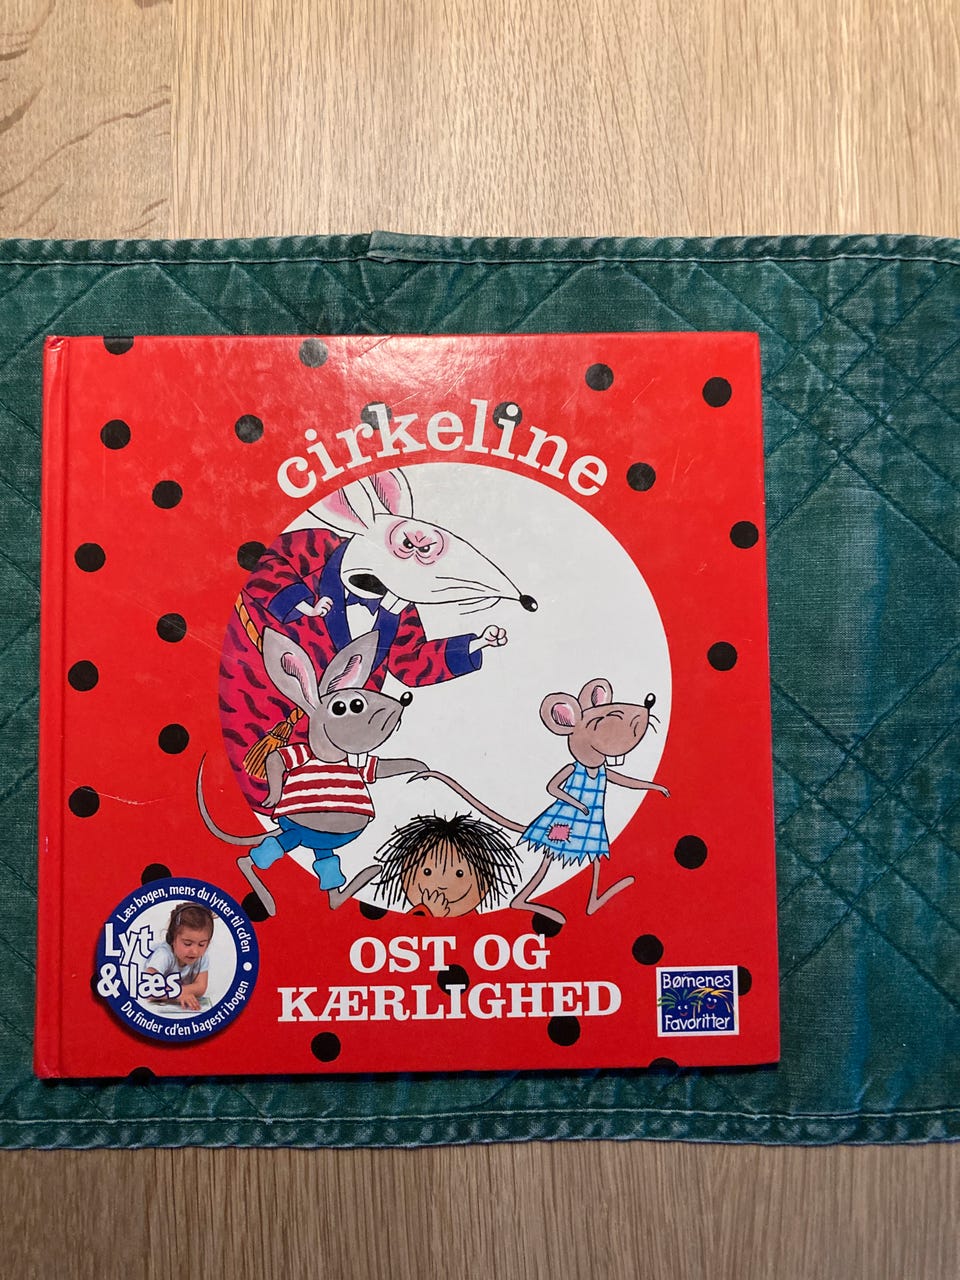 cirkeline
OST OG
KÆRLIGHED
Læs bogen, mens du lytter til cd'en
Lyt
& læs
Du finder cd'en bagest i bogen
Børnenes
Favoritter